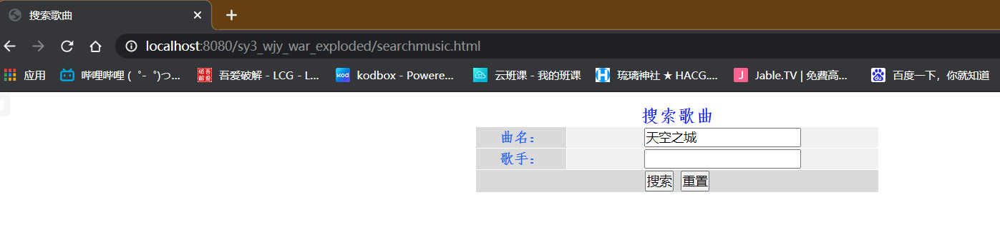 搜索歌曲
localhost:8080/sy3_wjy_war_exploded/searchmusic.html
应用 哔哩哔哩 (゜-゜)つ... 吾爱破解 - LCG - L... kodbox - Powere... 云班课 - 我的班课 琉璃神社 ★ HACG.... Jable.TV | 免費高... 百度一下，你就知道
搜索歌曲
曲名： 天空之城
歌手：
搜索 重置